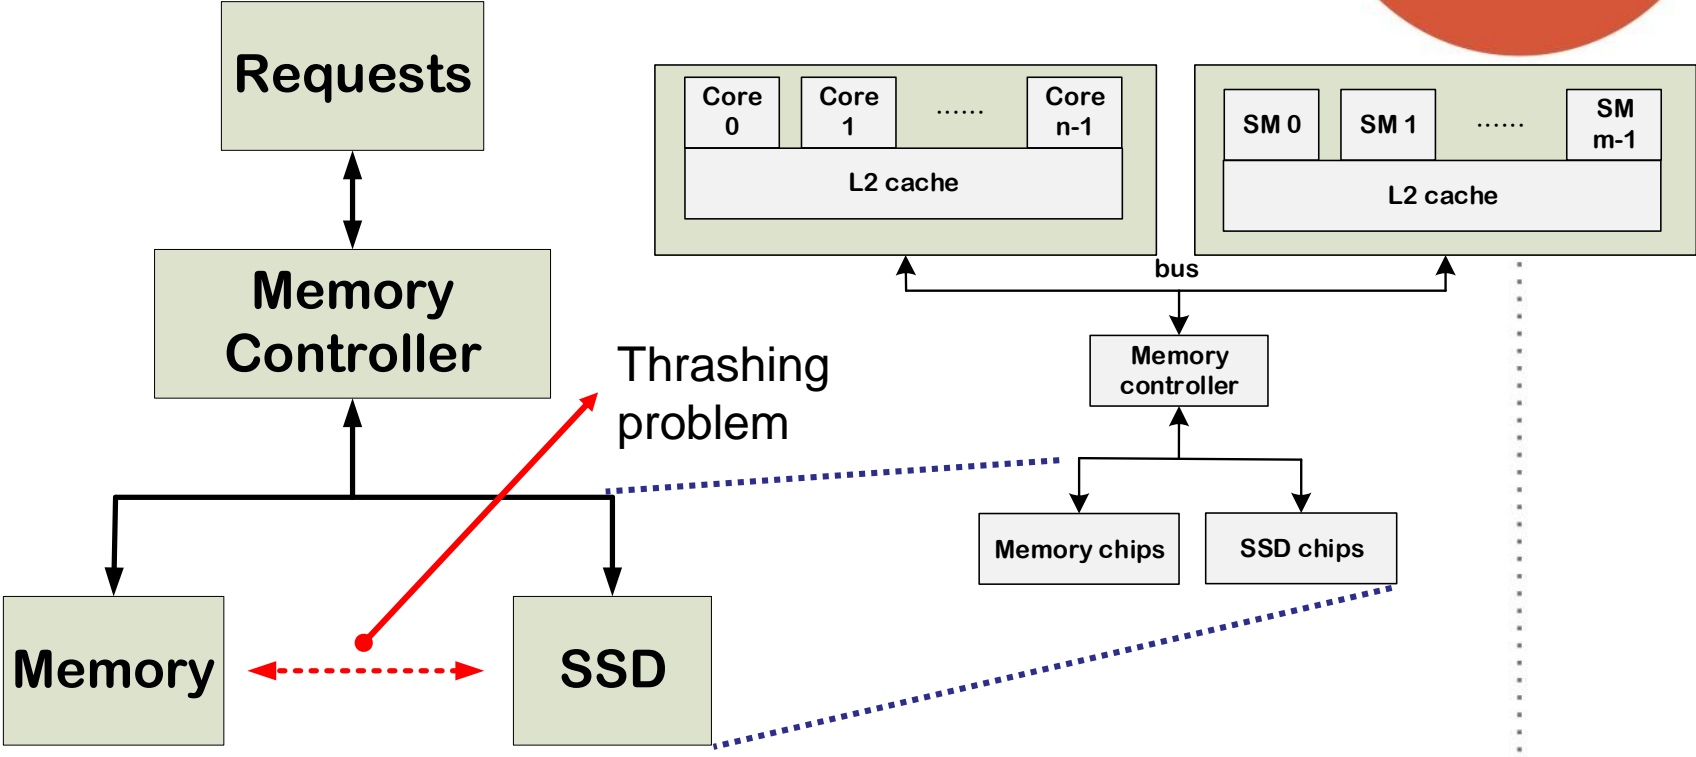 Requests
Memory
Controller
Thrashing
problem
Memory
SSD
Core
0
Core
1
......
Core
n-1
L2 cache
SM 0
SM 1
......
SM
m-1
L2 cache
bus
Memory
controller
Memory chips
SSD chips